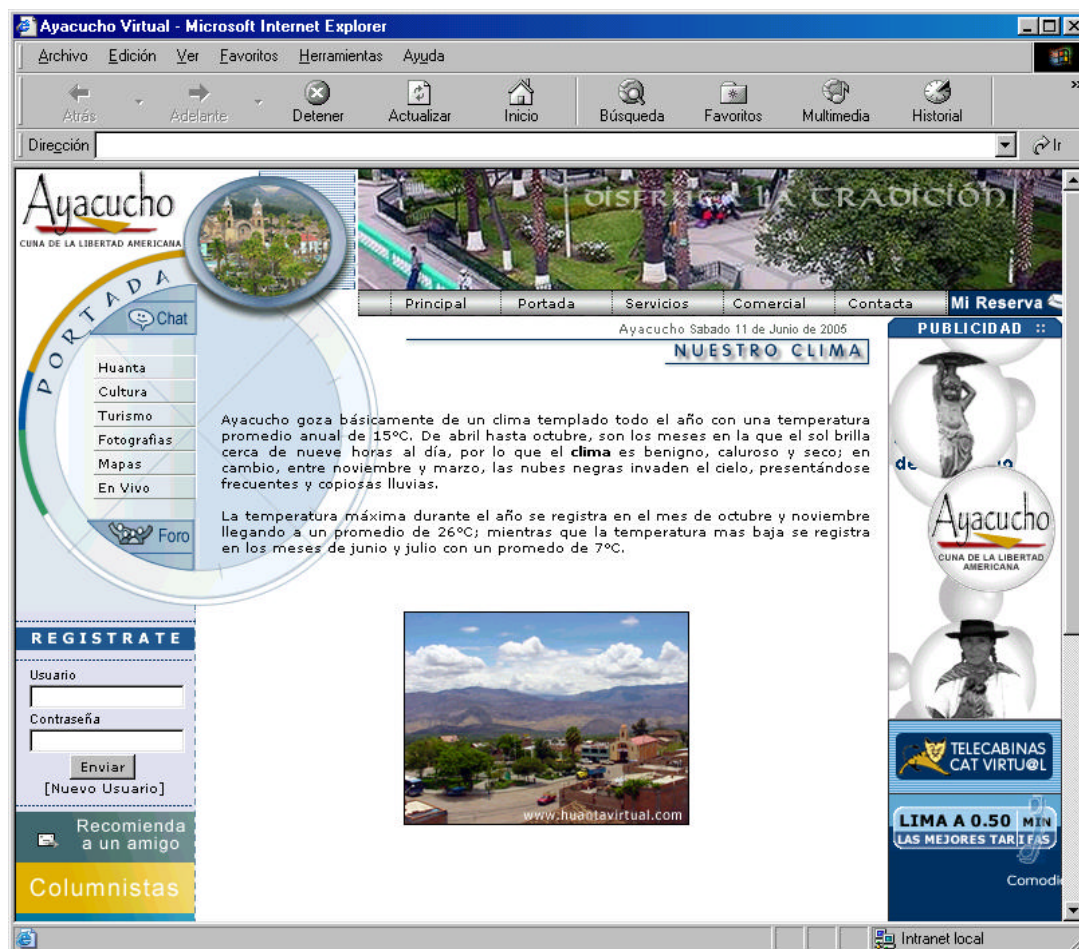 Ayacucho Virtual - Microsoft Internet Explorer
Archivo Edición Ver Favoritos Herramientas Ayuda
Atrás Adelante Detener Actualizar Inicio Búsqueda Favoritos Multimedia Historial
Dirección Ir
Ayacucho
CUNA DE LA LIBERTAD AMERICANA
LA TRADICIÓN
Principal Portada Servicios Comercial Contacta Mi Reserva
PORTADA
Chat
Huanta
Cultura
Turismo
Fotografias
Mapas
En Vivo
Foro
Ayacucho Sabado 11 de Junio de 2005
NUESTRO CLIMA
Ayacucho goza básicamente de un clima templado todo el año con una temperatura
promedio anual de 15ºC. De abril hasta octubre, son los meses en la que el sol brilla
cerca de nueve horas al día, por lo que el clima es benigno, caluroso y seco; en
cambio, entre noviembre y marzo, las nubes negras invaden el cielo, presentándose
frecuentes y copiosas lluvias.
La temperatura máxima durante el año se registra en el mes de octubre y noviembre
llegando a un promedio de 26ºC; mientras que la temperatura mas baja se registra
en los meses de junio y julio con un promedo de 7ºC.
www.huantavirtual.com
REGISTRATE
Usuario
Contraseña
Enviar
[Nuevo Usuario]
Recomienda
a un amigo
Columnistas
PUBLICIDAD ::
Ayacucho
CUNA DE LA LIBERTAD
AMERICANA
TELECABINAS
CAT VIRTU@L
LIMA A 0.50 MIN
LAS MEJORES TARIFAS
Comodi
Intranet local